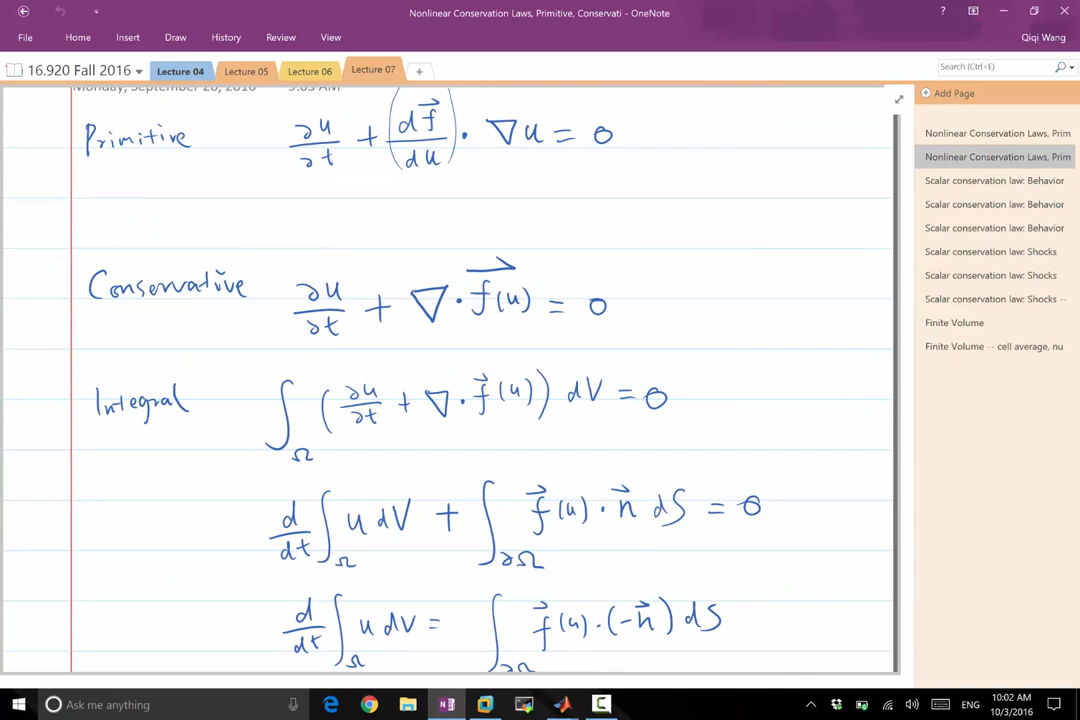 Nonlinear Conservation Laws, Primitive, Conservati - OneNote
?
File Home Insert Draw History Review View
Qiqi Wang
16.920 Fall 2016 Lecture 04 Lecture 05 Lecture 06 Lecture 07 +
Search (Ctrl+E)
Add Page
Primitive ∂u/∂t + (df⃗/du) · ∇u = 0
Conservative ∂u/∂t + ∇ · f⃗(u) = 0
Integral ∫_Ω (∂u/∂t + ∇ · f⃗(u)) dV = 0
d/dt ∫_Ω u dV + ∫_∂Ω f⃗(u) · n⃗ dS = 0
d/dt ∫_Ω u dV = ∫_∂Ω f⃗(u) · (-n⃗) dS
Nonlinear Conservation Laws, Prim
Nonlinear Conservation Laws, Prim
Scalar conservation law: Behavior
Scalar conservation law: Behavior
Scalar conservation law: Behavior
Scalar conservation law: Shocks
Scalar conservation law: Shocks
Scalar conservation law: Shocks --
Finite Volume
Finite Volume -- cell average, nu
Ask me anything
ENG
10:02 AM
10/3/2016